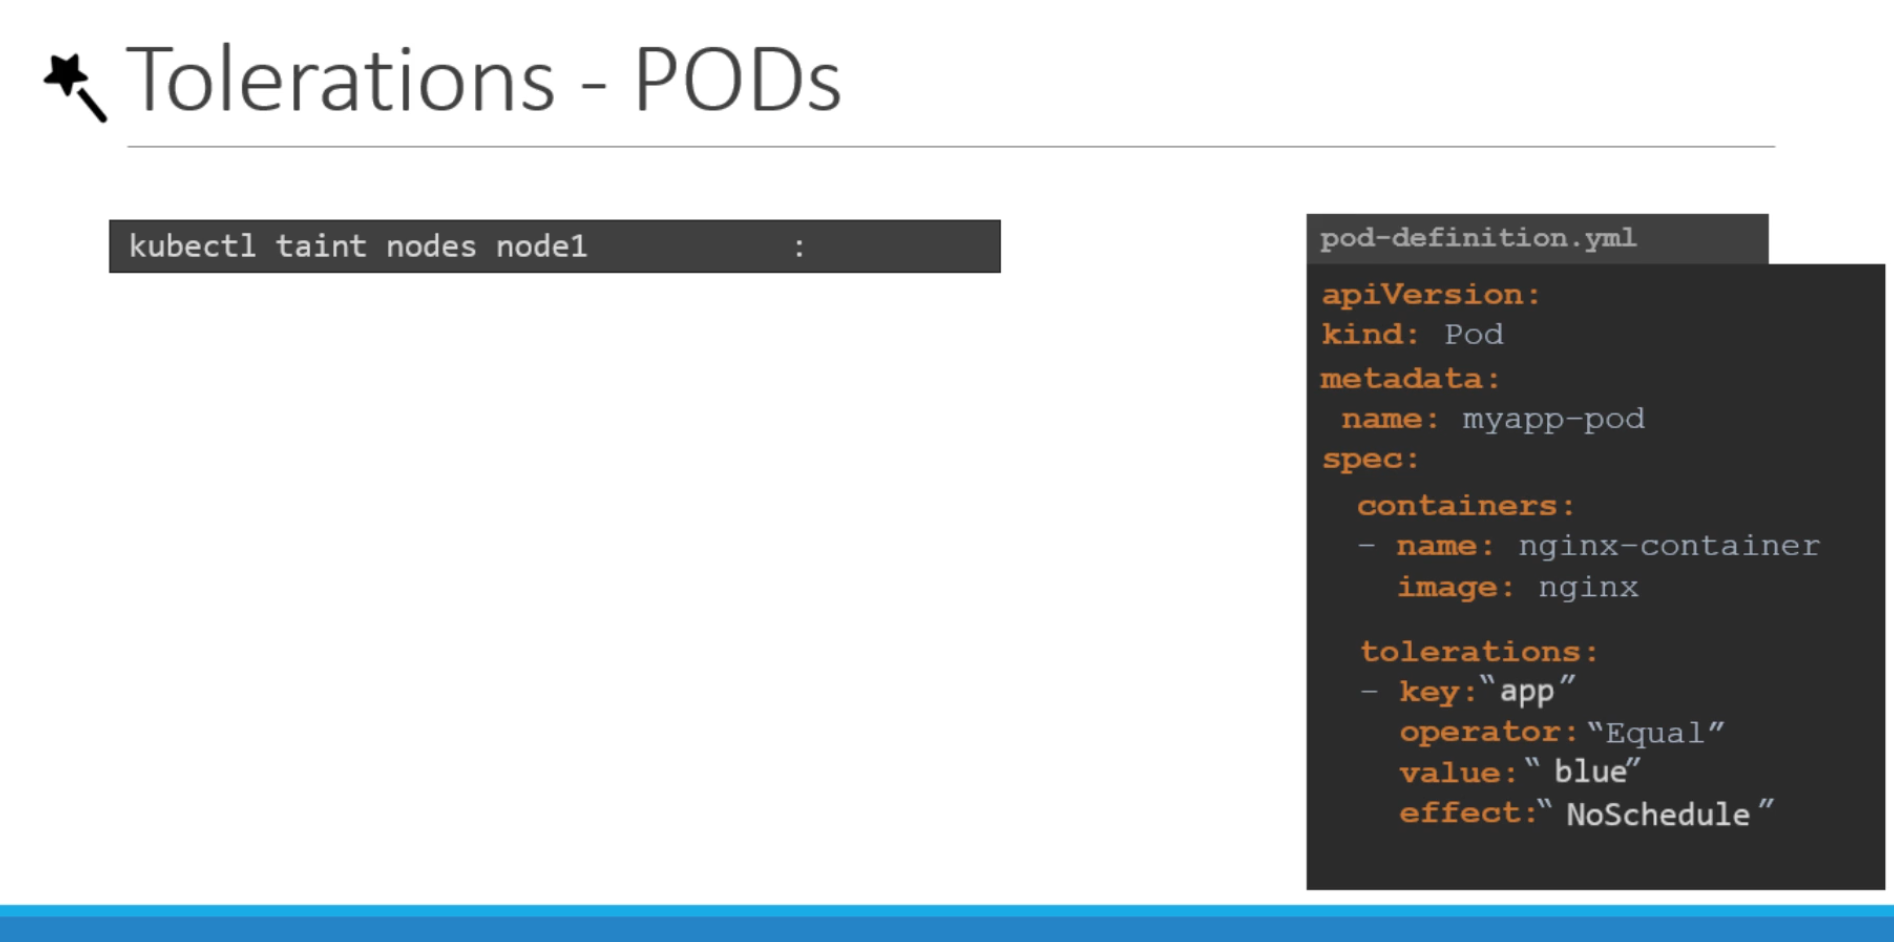 Tolerations - PODs
kubectl taint nodes node1 :
pod-definition.yml
apiVersion:
kind: Pod
metadata:
name: myapp-pod
spec:
containers:
- name: nginx-container
image: nginx
tolerations:
- key:“app”
operator:“Equal”
value:“ blue”
effect:“ NoSchedule ”